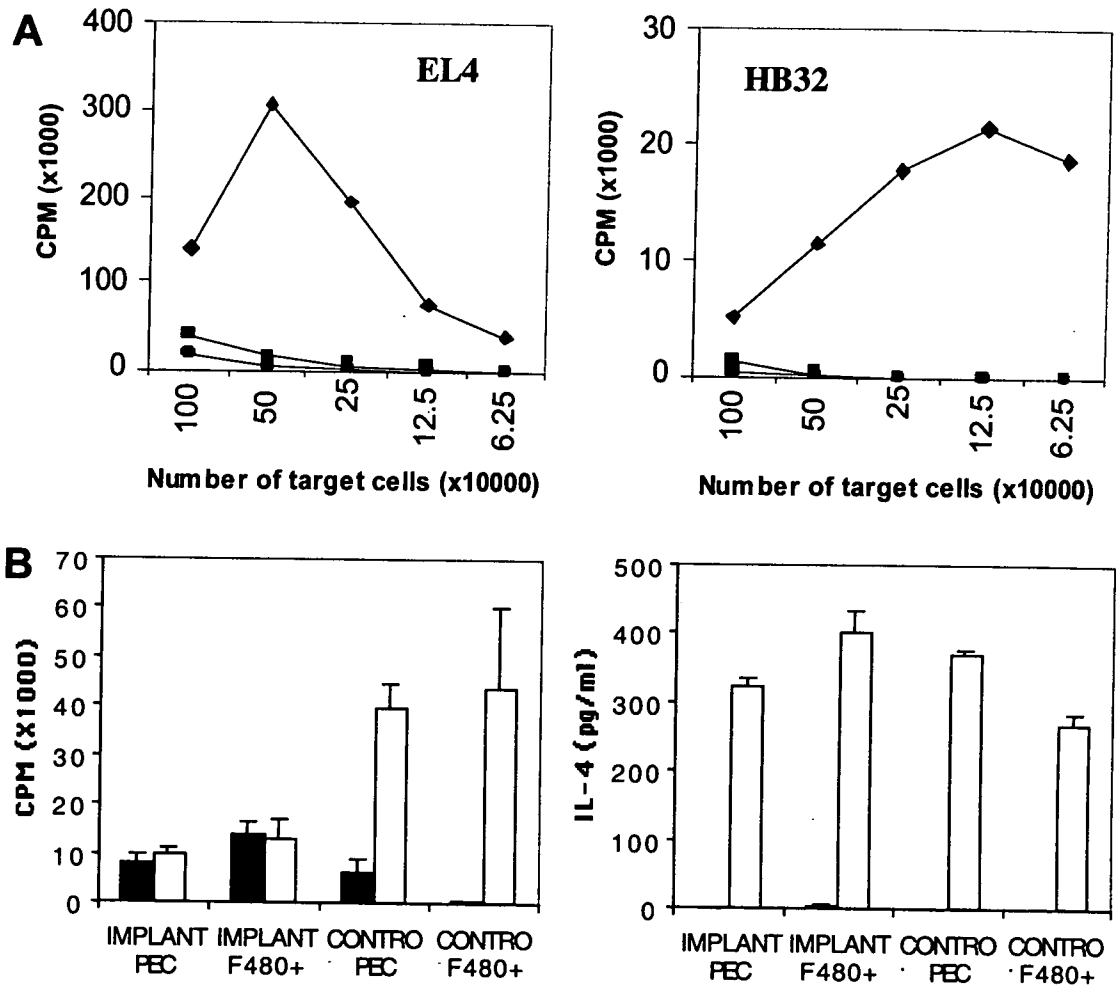 A
400
300
200
100
0
CPM (x1000)
EL4
100
50
25
12.5
6.25
Number of target cells (x10000)
30
20
10
0
CPM (x1000)
HB32
100
50
25
12.5
6.25
Number of target cells (x10000)
B
70
60
50
40
30
20
10
0
CPM (X1000)
IMPLANT IMPLANT CONTRO CONTRO
PEC F480+ PEC F480+
500
400
300
200
100
0
IL-4 (pg/ml)
IMPLANT IMPLANT CONTRO CONTRO
PEC F480+ PEC F480+